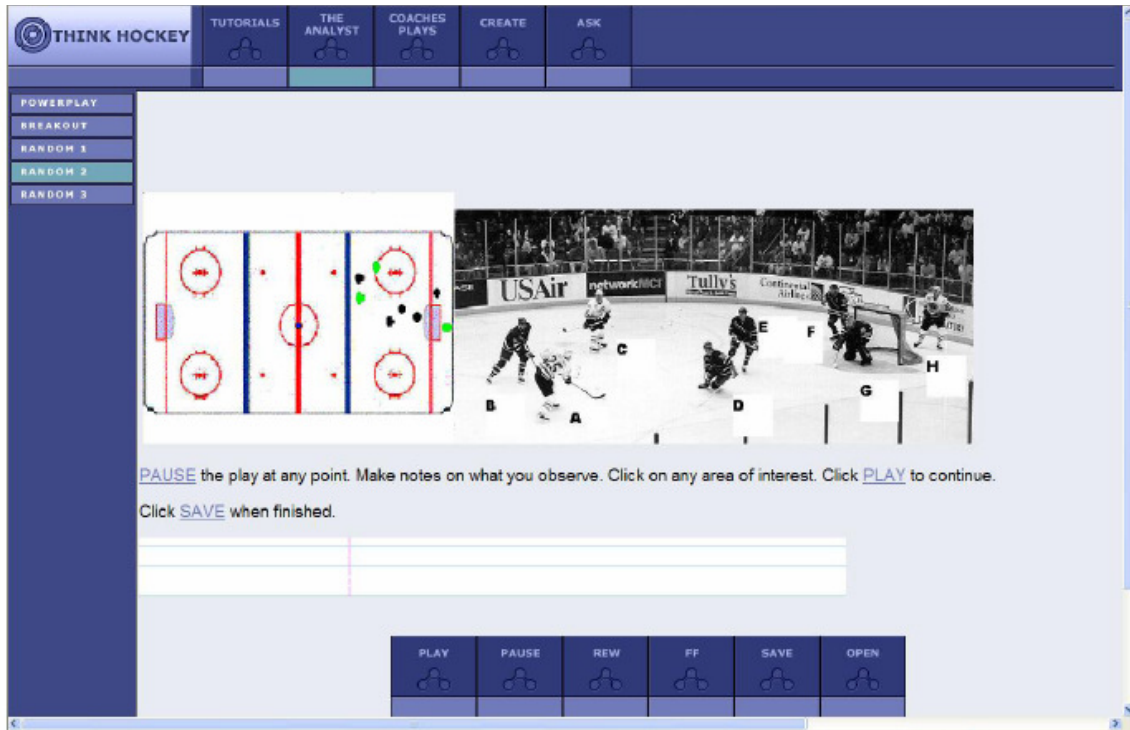 THINK HOCKEY
TUTORIALS
THE
ANALYST
COACHES
PLAYS
CREATE
ASK
POWERPLAY
BREAKOUT
RANDOM 1
RANDOM 2
RANDOM 3
USAir
networkMCI
Tully's
Continental
Airlines
E
F
C
H
G
B
D
A
PAUSE the play at any point. Make notes on what you observe. Click on any area of interest. Click PLAY to continue.
Click SAVE when finished.
PLAY
PAUSE
REW
FF
SAVE
OPEN